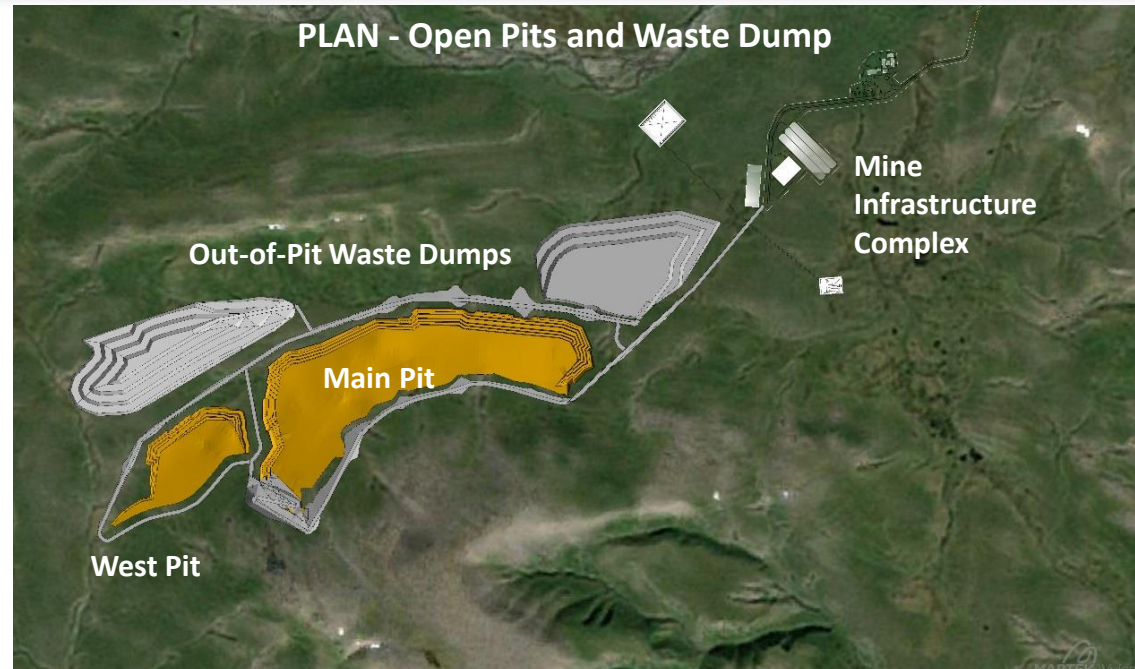 PLAN - Open Pits and Waste Dump
Mine
Infrastructure
Complex
Out-of-Pit Waste Dumps
Main Pit
West Pit